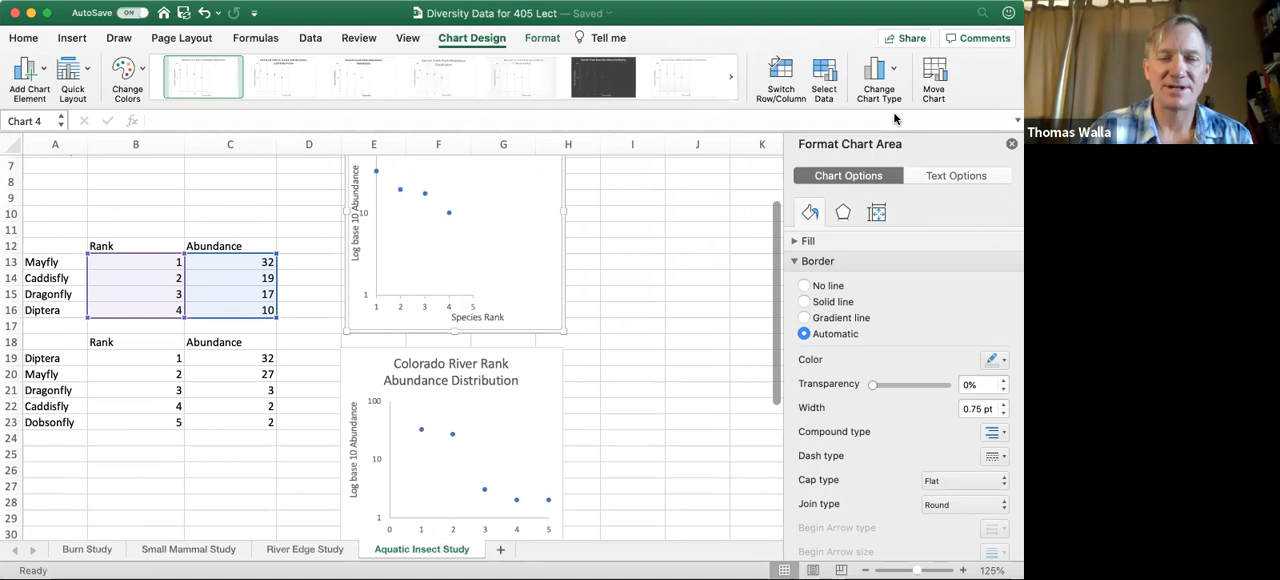 AutoSave ON
Diversity Data for 405 Lect — Saved
Home Insert Draw Page Layout Formulas Data Review View Chart Design Format Tell me
Share Comments
Add Chart Element
Quick Layout
Change Colors
Switch Row/Column
Select Data
Change Chart Type
Move Chart
Thomas Walla
Chart 4
fx
A B C D E F G H I J K
7
8
9
10
11
12 Rank Abundance
13 Mayfly 1 32
14 Caddisfly 2 19
15 Dragonfly 3 17
16 Diptera 4 10
17
18 Rank Abundance
19 Diptera 1 32
20 Mayfly 2 27
21 Dragonfly 3 3
22 Caddisfly 4 2
23 Dobsonfly 5 2
24
25
26
27
28
29
30
Log base 10 Abundance
10
1
1 2 3 4 5
Species Rank
Colorado River Rank
Abundance Distribution
Log base 10 Abundance
100
10
1
0 1 2 3 4 5
Format Chart Area
Chart Options Text Options
Fill
Border
No line
Solid line
Gradient line
Automatic
Color
Transparency 0%
Width 0.75 pt
Compound type
Dash type
Cap type Flat
Join type Round
Begin Arrow type
Begin Arrow size
Burn Study Small Mammal Study River Edge Study Aquatic Insect Study
Ready
125%